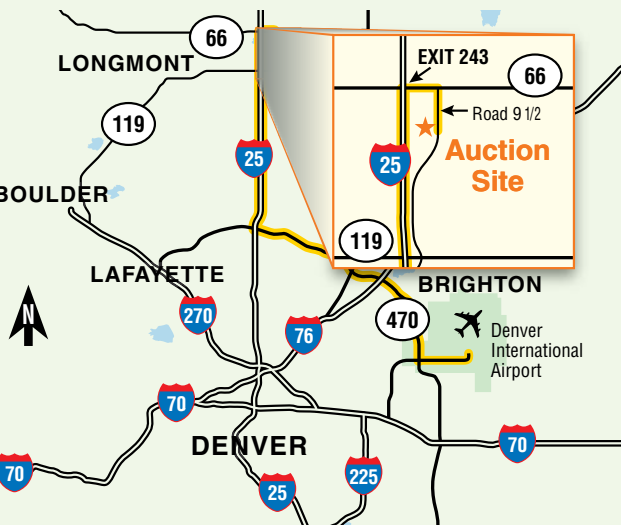 66
LONGMONT
EXIT 243
66
Road 9 1/2
119
25
25
Auction
Site
BOULDER
119
LAFAYETTE
BRIGHTON
N
270
76
470
Denver
International
Airport
70
DENVER
70
70
25
225